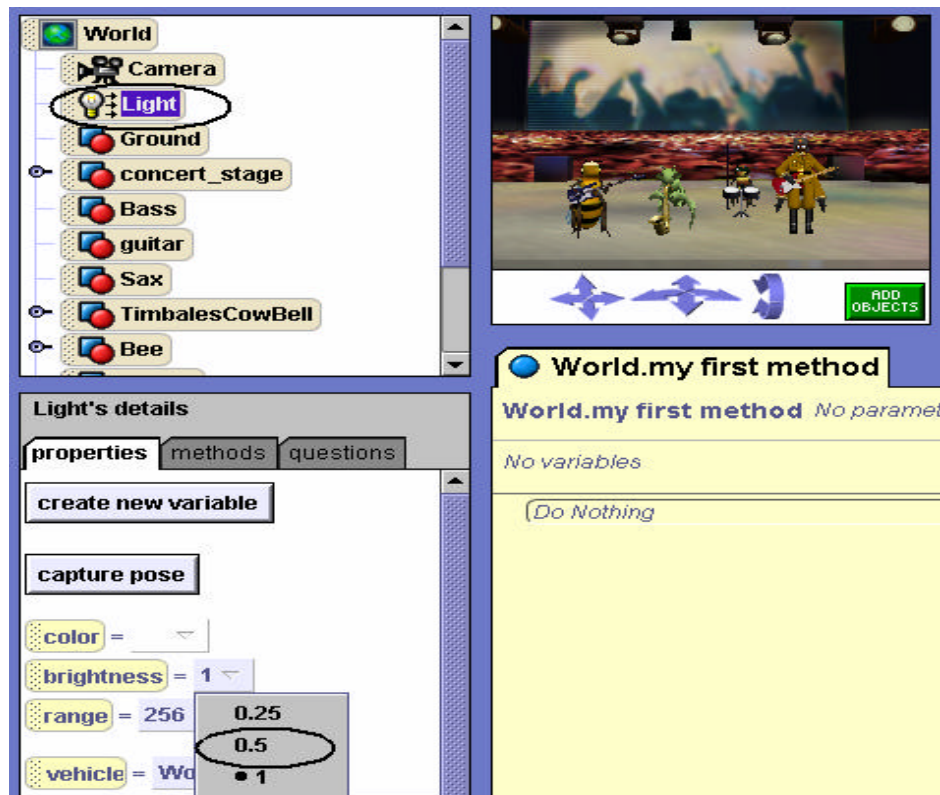 World
Camera
Light
Ground
concert_stage
Bass
guitar
Sax
TimbalesCowBell
Bee
ADD
OBJECTS
Light's details
properties methods questions
create new variable
capture pose
color =
brightness = 1
range = 256
0.25
0.5
vehicle = Wo
1
World.my first method
World.my first method No paramet
No variables
Do Nothing